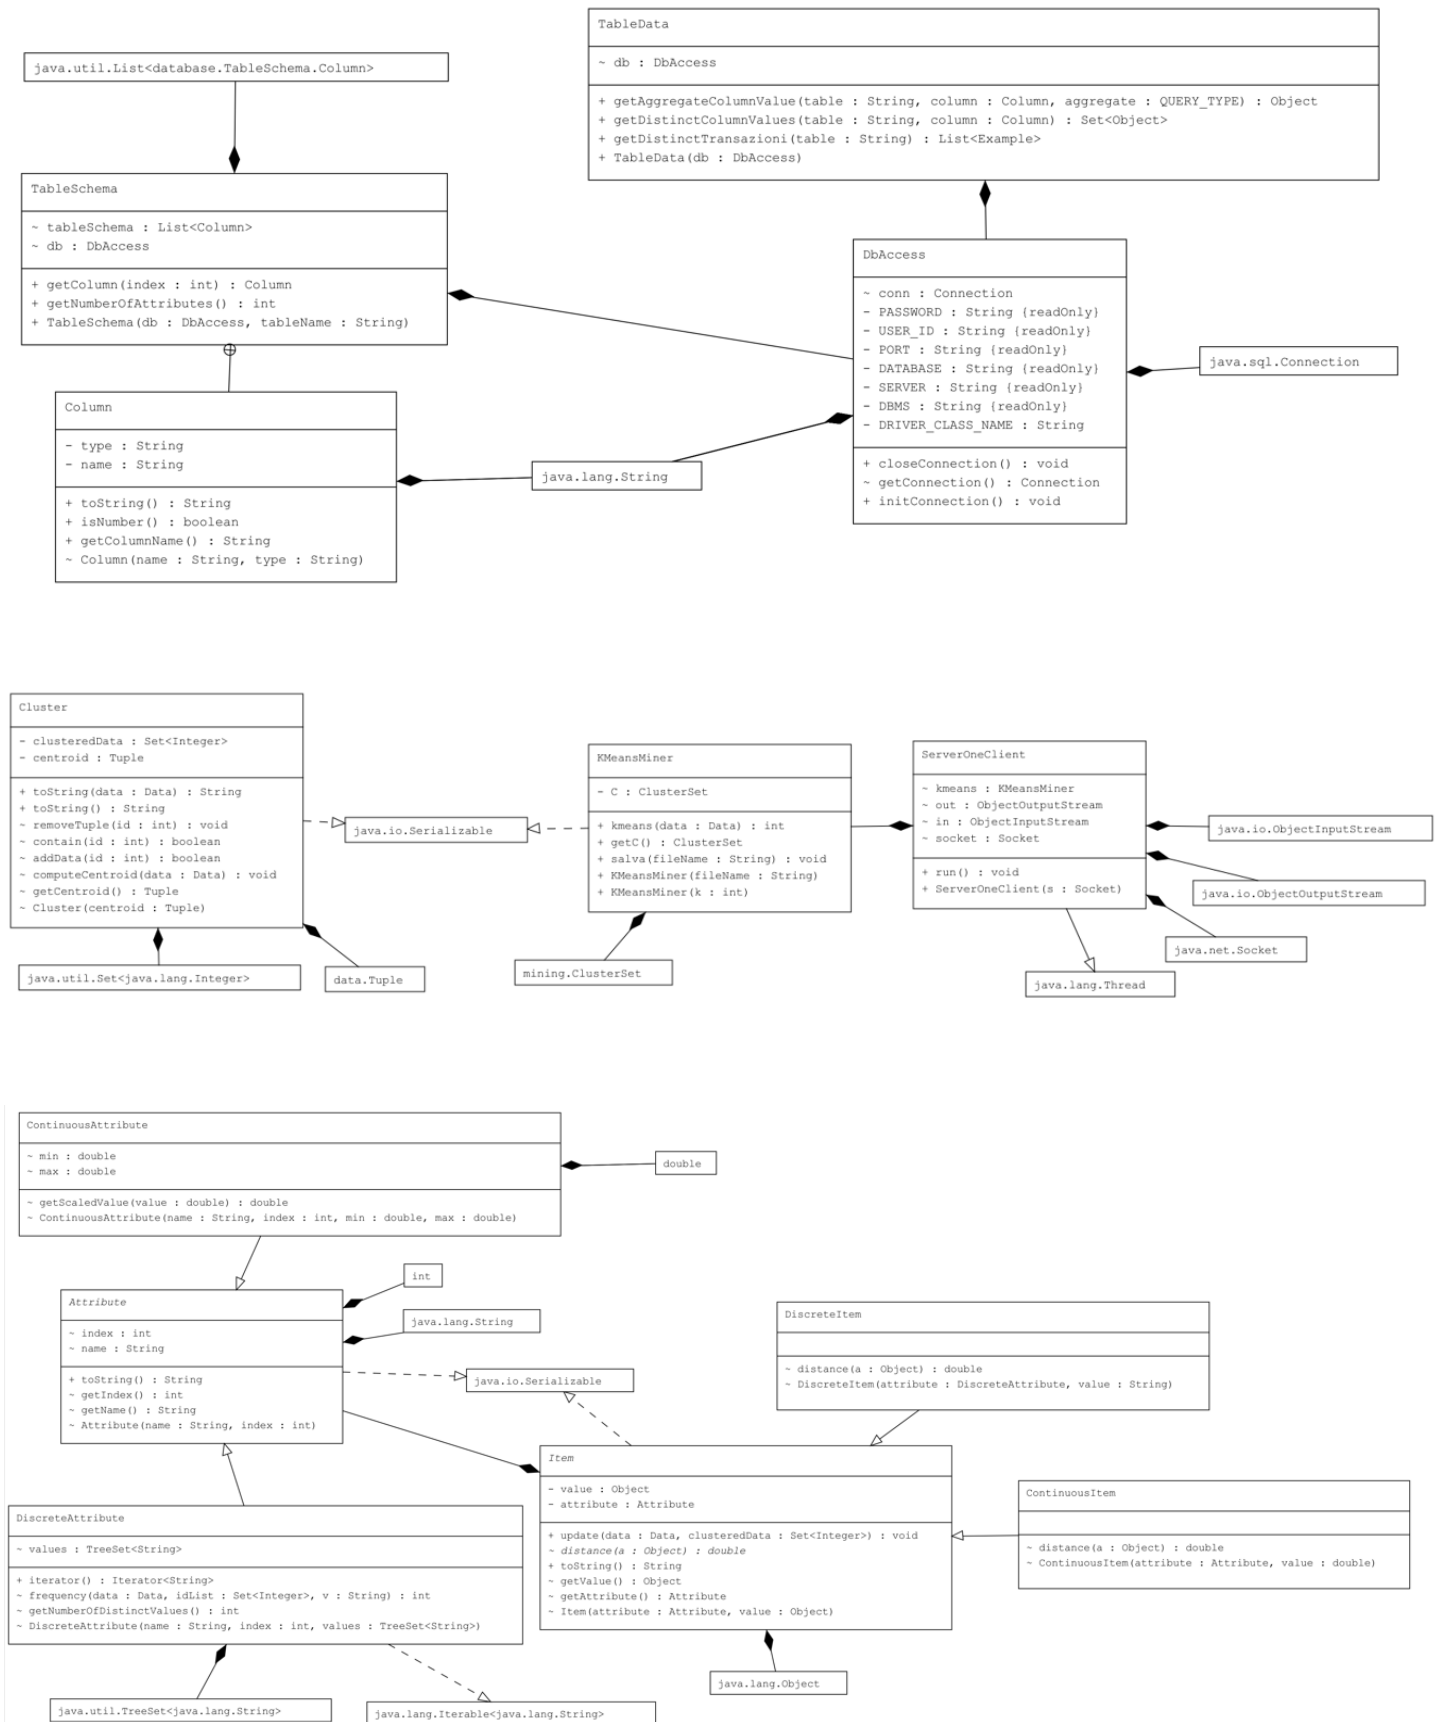 java.util.List<database.TableSchema.Column>
TableData
~ db : DbAccess
+ getAggregateColumnValue(table : String, column : Column, aggregate : QUERY_TYPE) : Object
+ getDistinctColumnValues(table : String, column : Column) : Set<Object>
+ getDistinctTransazioni(table : String) : List<Example>
+ TableData(db : DbAccess)
TableSchema
~ tableSchema : List<Column>
~ db : DbAccess
+ getColumn(index : int) : Column
+ getNumberOfAttributes() : int
+ TableSchema(db : DbAccess, tableName : String)
DbAccess
~ conn : Connection
- PASSWORD : String {readOnly}
- USER_ID : String {readOnly}
- PORT : String {readOnly}
- DATABASE : String {readOnly}
- SERVER : String {readOnly}
- DBMS : String {readOnly}
- DRIVER_CLASS_NAME : String
+ closeConnection() : void
~ getConnection() : Connection
+ initConnection() : void
java.sql.Connection
Column
- type : String
- name : String
+ toString() : String
+ isNumber() : boolean
+ getColumnName() : String
~ Column(name : String, type : String)
java.lang.String
Cluster
- clusteredData : Set<Integer>
- centroid : Tuple
+ toString(data : Data) : String
+ toString() : String
~ removeTuple(id : int) : void
~ contain(id : int) : boolean
~ addData(id : int) : boolean
~ computeCentroid(data : Data) : void
~ getCentroid() : Tuple
~ Cluster(centroid : Tuple)
java.util.Set<java.lang.Integer>
data.Tuple
java.io.Serializable
KMeansMiner
- C : ClusterSet
+ kmeans(data : Data) : int
+ getC() : ClusterSet
+ salva(fileName : String) : void
+ KMeansMiner(fileName : String)
+ KMeansMiner(k : int)
mining.ClusterSet
ServerOneClient
~ kmeans : KMeansMiner
~ out : ObjectOutputStream
~ in : ObjectInputStream
~ socket : Socket
+ run() : void
+ ServerOneClient(s : Socket)
java.io.ObjectInputStream
java.io.ObjectOutputStream
java.net.Socket
java.lang.Thread
ContinuousAttribute
~ min : double
~ max : double
~ getScaledValue(value : double) : double
~ ContinuousAttribute(name : String, index : int, min : double, max : double)
double
Attribute
~ index : int
~ name : String
+ toString() : String
~ getIndex() : int
~ getName() : String
~ Attribute(name : String, index : int)
int
java.lang.String
java.io.Serializable
DiscreteItem
~ distance(a : Object) : double
~ DiscreteItem(attribute : DiscreteAttribute, value : String)
Item
- value : Object
- attribute : Attribute
+ update(data : Data, clusteredData : Set<Integer>) : void
~ distance(a : Object) : double
+ toString() : String
~ getValue() : Object
~ getAttribute() : Attribute
~ Item(attribute : Attribute, value : Object)
ContinuousItem
~ distance(a : Object) : double
~ ContinuousItem(attribute : Attribute, value : double)
DiscreteAttribute
~ values : TreeSet<String>
+ iterator() : Iterator<String>
~ frequency(data : Data, idList : Set<Integer>, v : String) : int
~ getNumberOfDistinctValues() : int
~ DiscreteAttribute(name : String, index : int, values : TreeSet<String>)
java.lang.Object
java.util.TreeSet<java.lang.String>
java.lang.Iterable<java.lang.String>